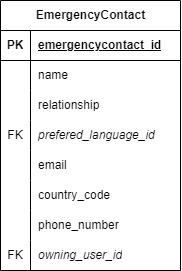 EmergencyContact
PK emergencycontact_id
name
relationship
FK prefered_language_id
email
country_code
phone_number
FK owning_user_id